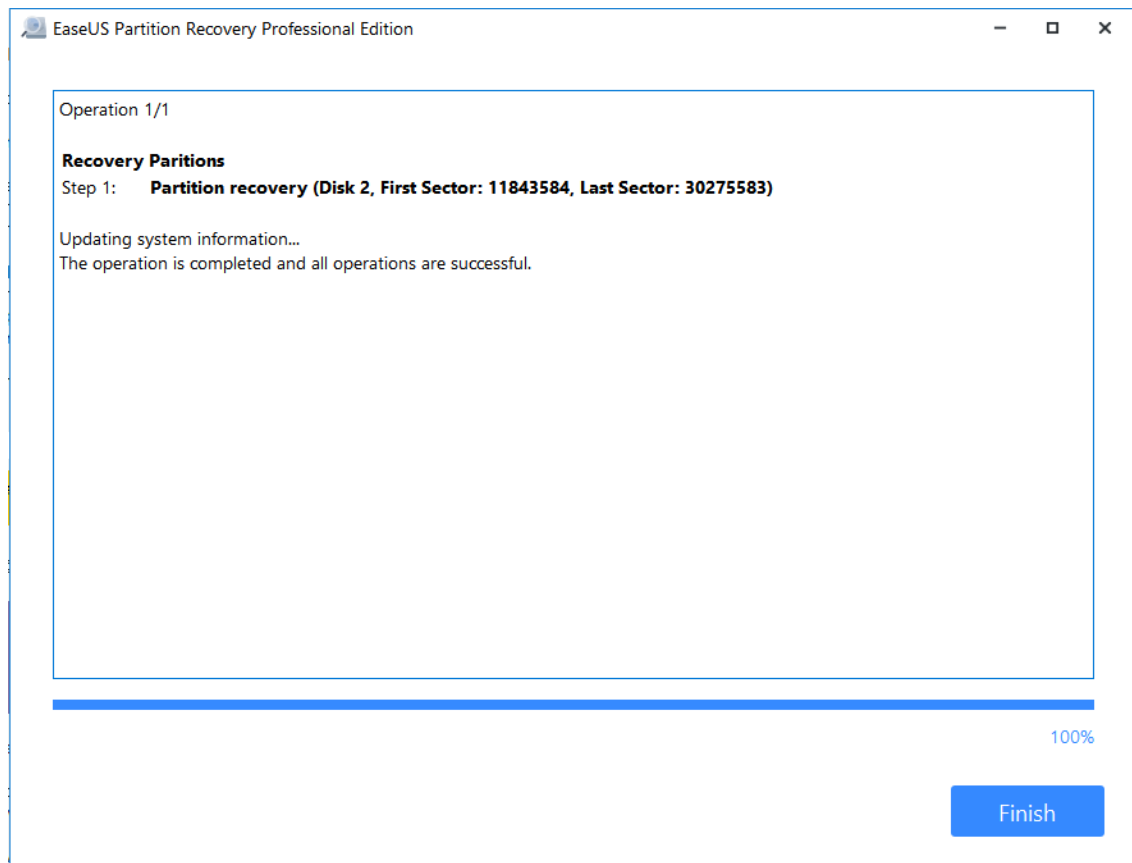 EaseUS Partition Recovery Professional Edition
Operation 1/1
Recovery Paritions
Step 1: Partition recovery (Disk 2, First Sector: 11843584, Last Sector: 30275583)
Updating system information...
The operation is completed and all operations are successful.
100%
Finish